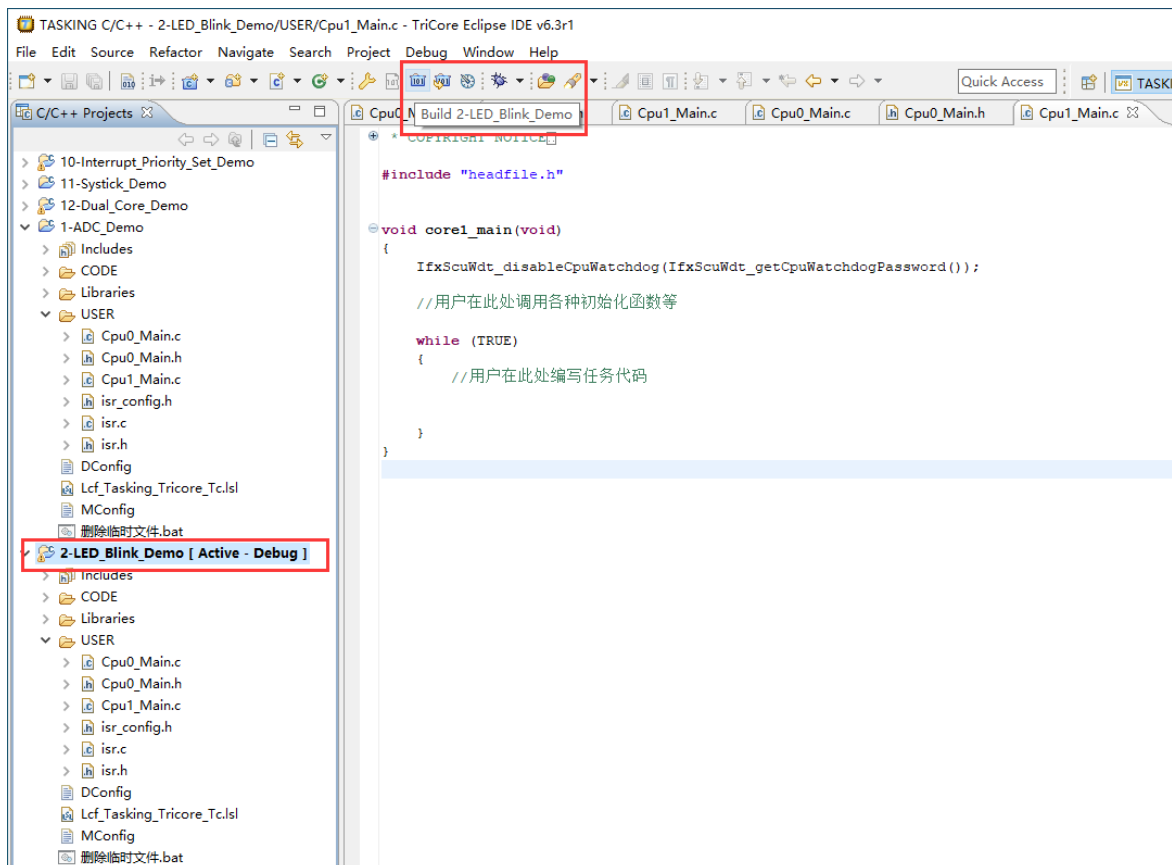 TASKING C/C++ - 2-LED_Blink_Demo/USER/Cpu1_Main.c - TriCore Eclipse IDE v6.3r1
File Edit Source Refactor Navigate Search Project Debug Window Help
Quick Access
TASKI
C/C++ Projects
Cpu0_M
Cpu1_Main.c
Cpu0_Main.c
Cpu0_Main.h
Cpu1_Main.c
Build 2-LED_Blink_Demo
10-Interrupt_Priority_Set_Demo
11-Systick_Demo
12-Dual_Core_Demo
1-ADC_Demo
Includes
CODE
Libraries
USER
Cpu0_Main.c
Cpu0_Main.h
Cpu1_Main.c
isr_config.h
isr.c
isr.h
DConfig
Lcf_Tasking_Tricore_Tc.lsl
MConfig
删除临时文件.bat
2-LED_Blink_Demo [ Active - Debug ]
Includes
CODE
Libraries
USER
Cpu0_Main.c
Cpu0_Main.h
Cpu1_Main.c
isr_config.h
isr.c
isr.h
DConfig
Lcf_Tasking_Tricore_Tc.lsl
MConfig
删除临时文件.bat
* COPYRIGHT NOTICE
#include "headfile.h"
void core1_main(void)
{
IfxScuWdt_disableCpuWatchdog(IfxScuWdt_getCpuWatchdogPassword());
//用户在此处调用各种初始化函数等
while (TRUE)
{
//用户在此处编写任务代码
}
}